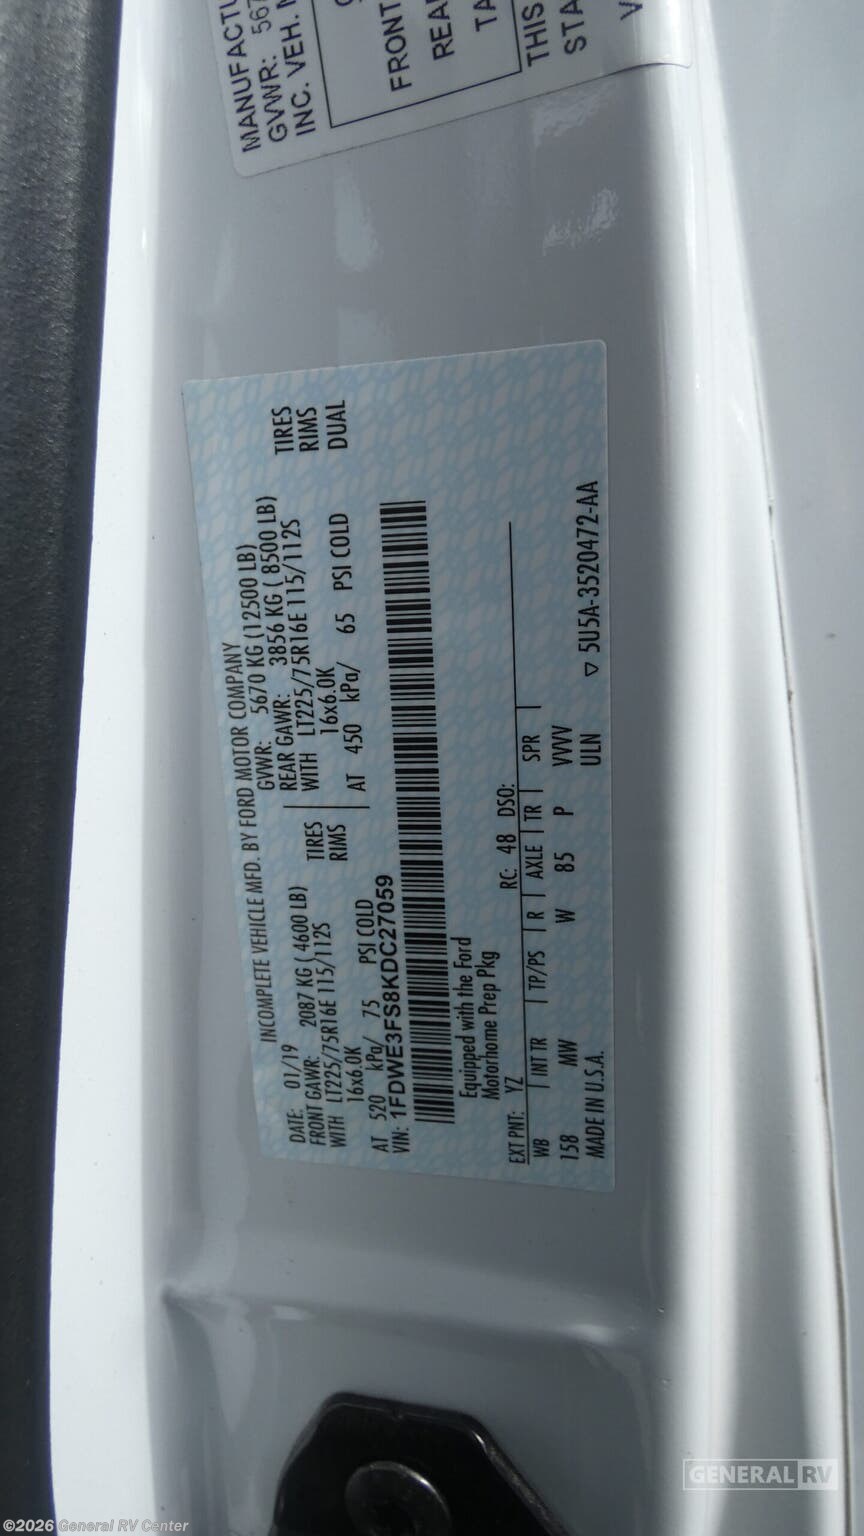 MANUFACTU
GVWR: 567
INC. VEH. M
FRONT
REAR
TA
THIS
STA
V
INCOMPLETE VEHICLE MFD. BY FORD MOTOR COMPANY
DATE: 01/19 GVWR: 5670 KG (12500 LB)
FRONT GAWR: 2087 KG ( 4600 LB) REAR GAWR: 3856 KG ( 8500 LB)
WITH LT225/75R16E 115/112S TIRES WITH LT225/75R16E 115/112S TIRES
16x6.0K RIMS 16x6.0K RIMS
AT 520 kPa/ 75 PSI COLD AT 450 kPa/ 65 PSI COLD DUAL
VIN: 1FDWE3FS8KDC27059
Equipped with the Ford
Motorhome Prep Pkg
EXT PNT: YZ RC: 48 DSO:
WB INT TR TP/PS R AXLE TR SPR
158 MW W 85 P VVVV
MADE IN U.S.A. ULN ▽ 5U5A-3520472-AA
GENERAL RV
©2026 General RV Center